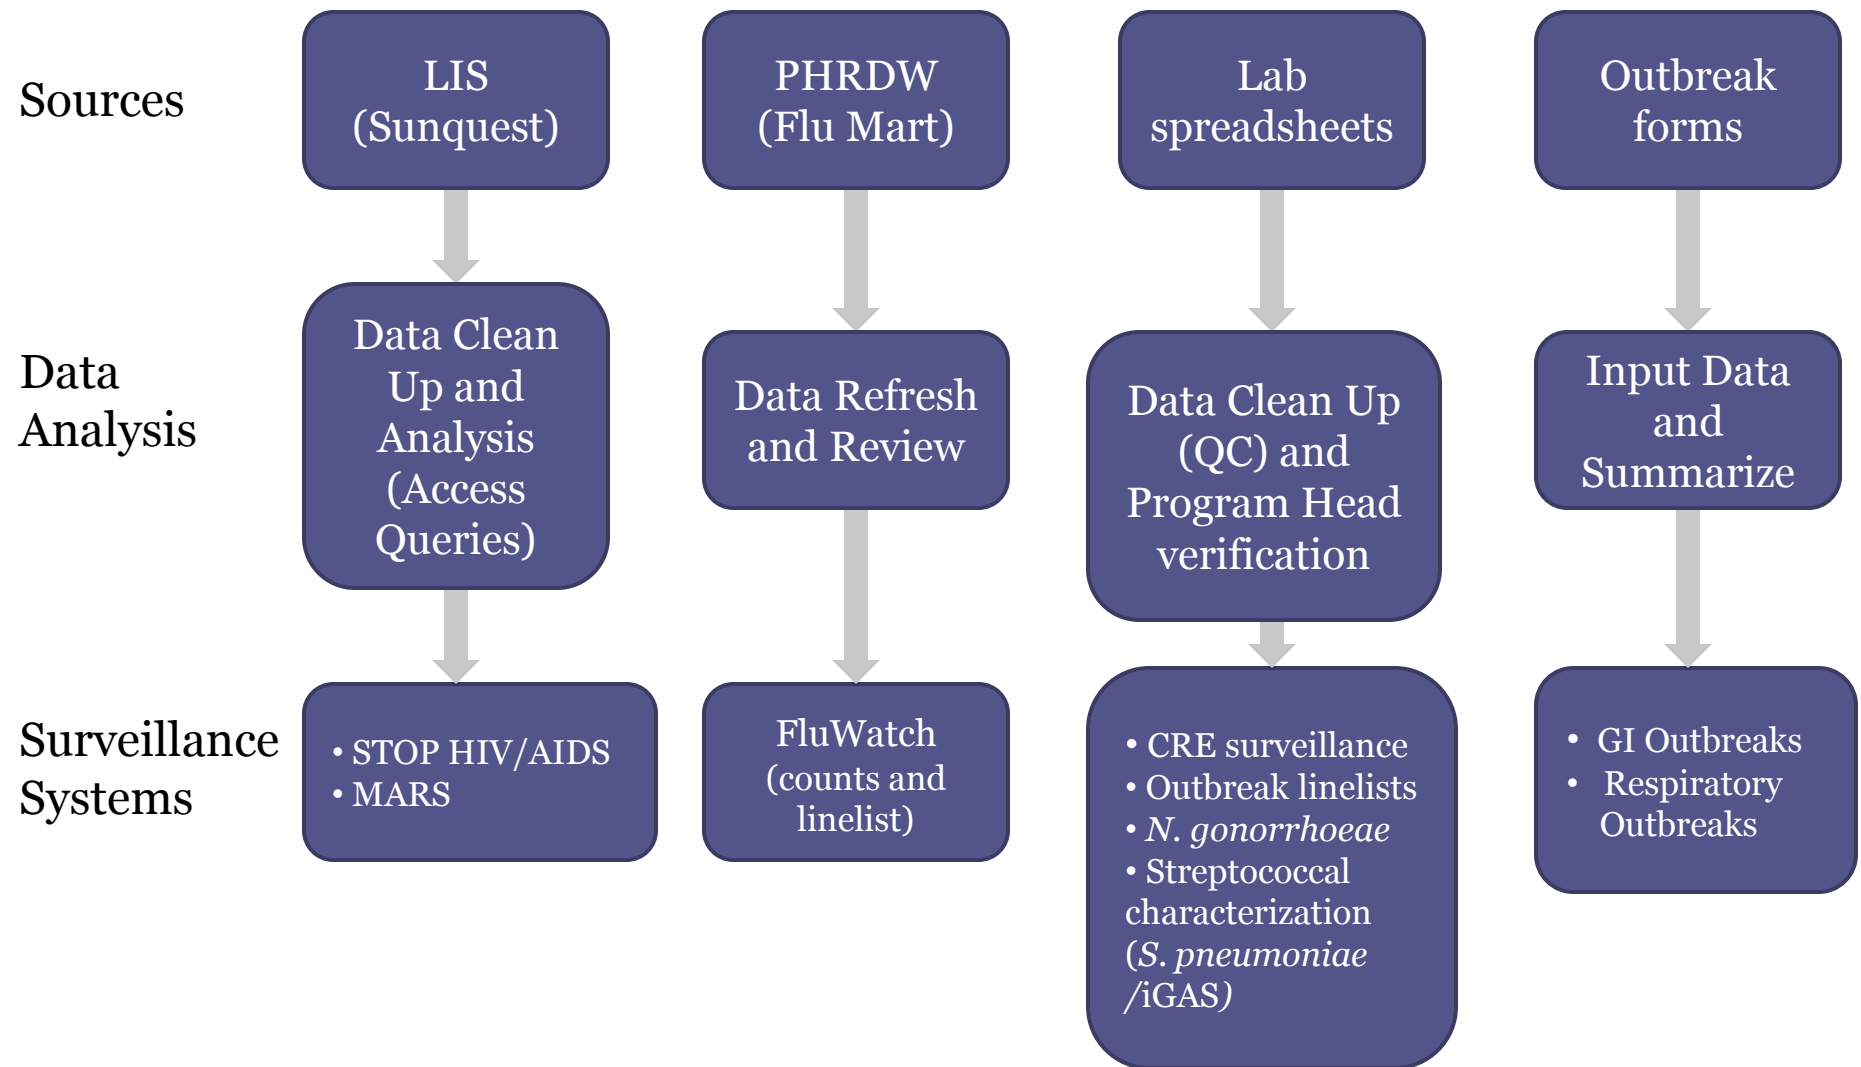 Sources
LIS
(Sunquest)
PHRDW
(Flu Mart)
Lab
spreadsheets
Outbreak
forms
Data
Analysis
Data Clean
Up and
Analysis
(Access
Queries)
Data Refresh
and Review
Data Clean Up
(QC) and
Program Head
verification
Input Data
and
Summarize
Surveillance
Systems
• STOP HIV/AIDS
• MARS
FluWatch
(counts and
linelist)
• CRE surveillance
• Outbreak linelists
• N. gonorrhoeae
• Streptococcal
characterization
(S. pneumoniae
/iGAS)
• GI Outbreaks
• Respiratory
Outbreaks